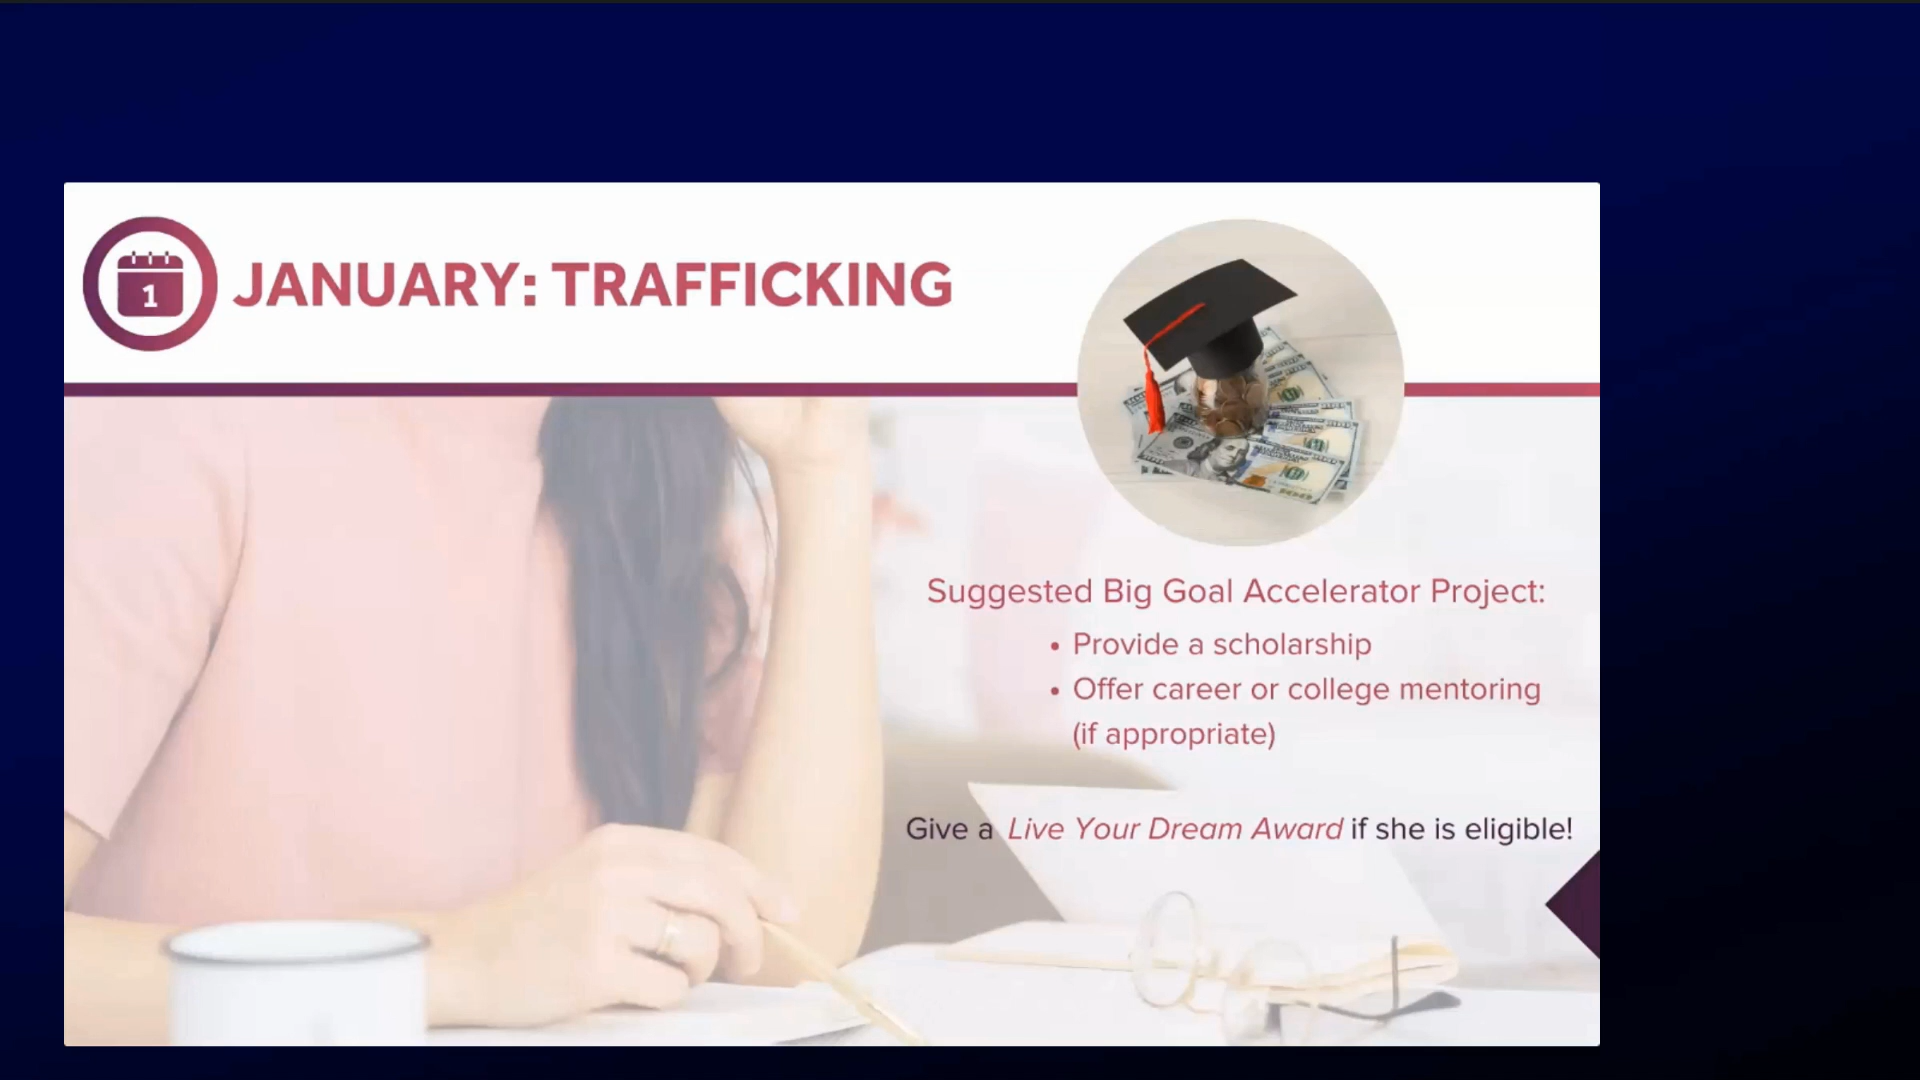 1
JANUARY: TRAFFICKING
Suggested Big Goal Accelerator Project:
• Provide a scholarship
• Offer career or college mentoring
(if appropriate)
Give a Live Your Dream Award if she is eligible!